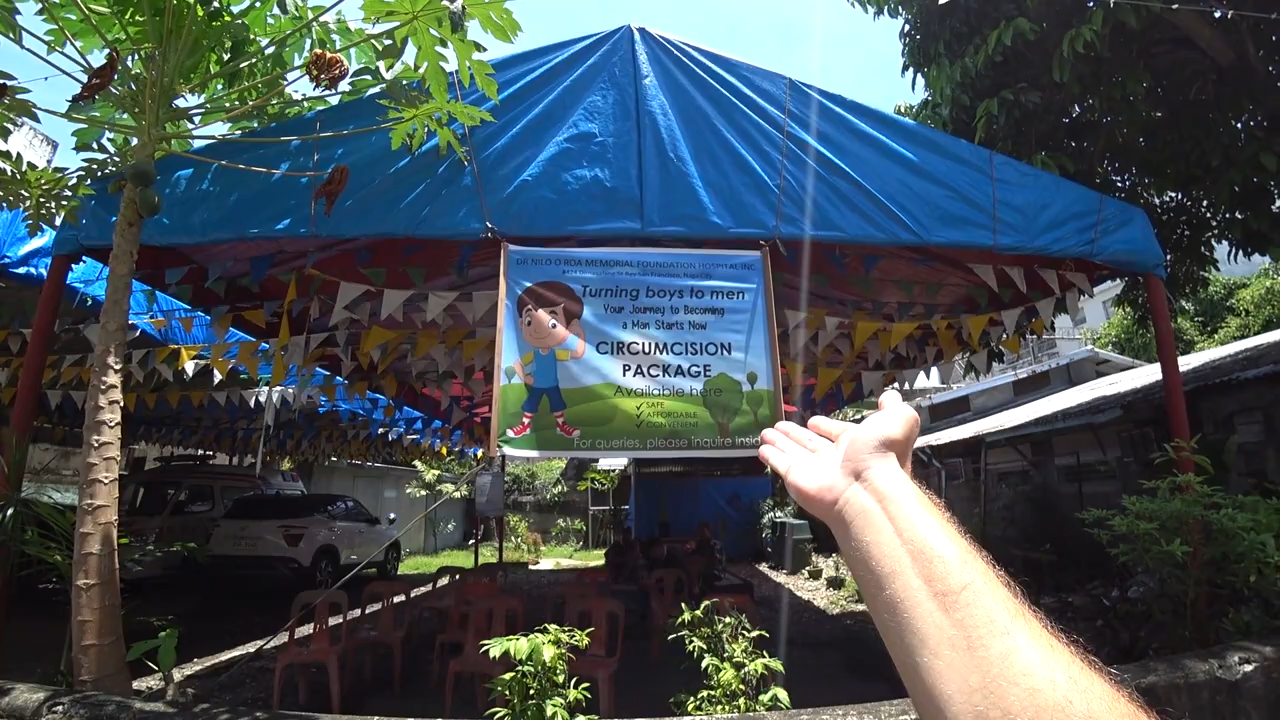 DR NILO O ROA MEMORIAL FOUNDATION HOSPITAL INC
Turning boys to men
Your Journey to Becoming
a Man Starts Now
CIRCUMCISION
PACKAGE
Available here
✓ SAFE
✓ AFFORDABLE
✓ CONVENIENT
For queries, please inquire insid